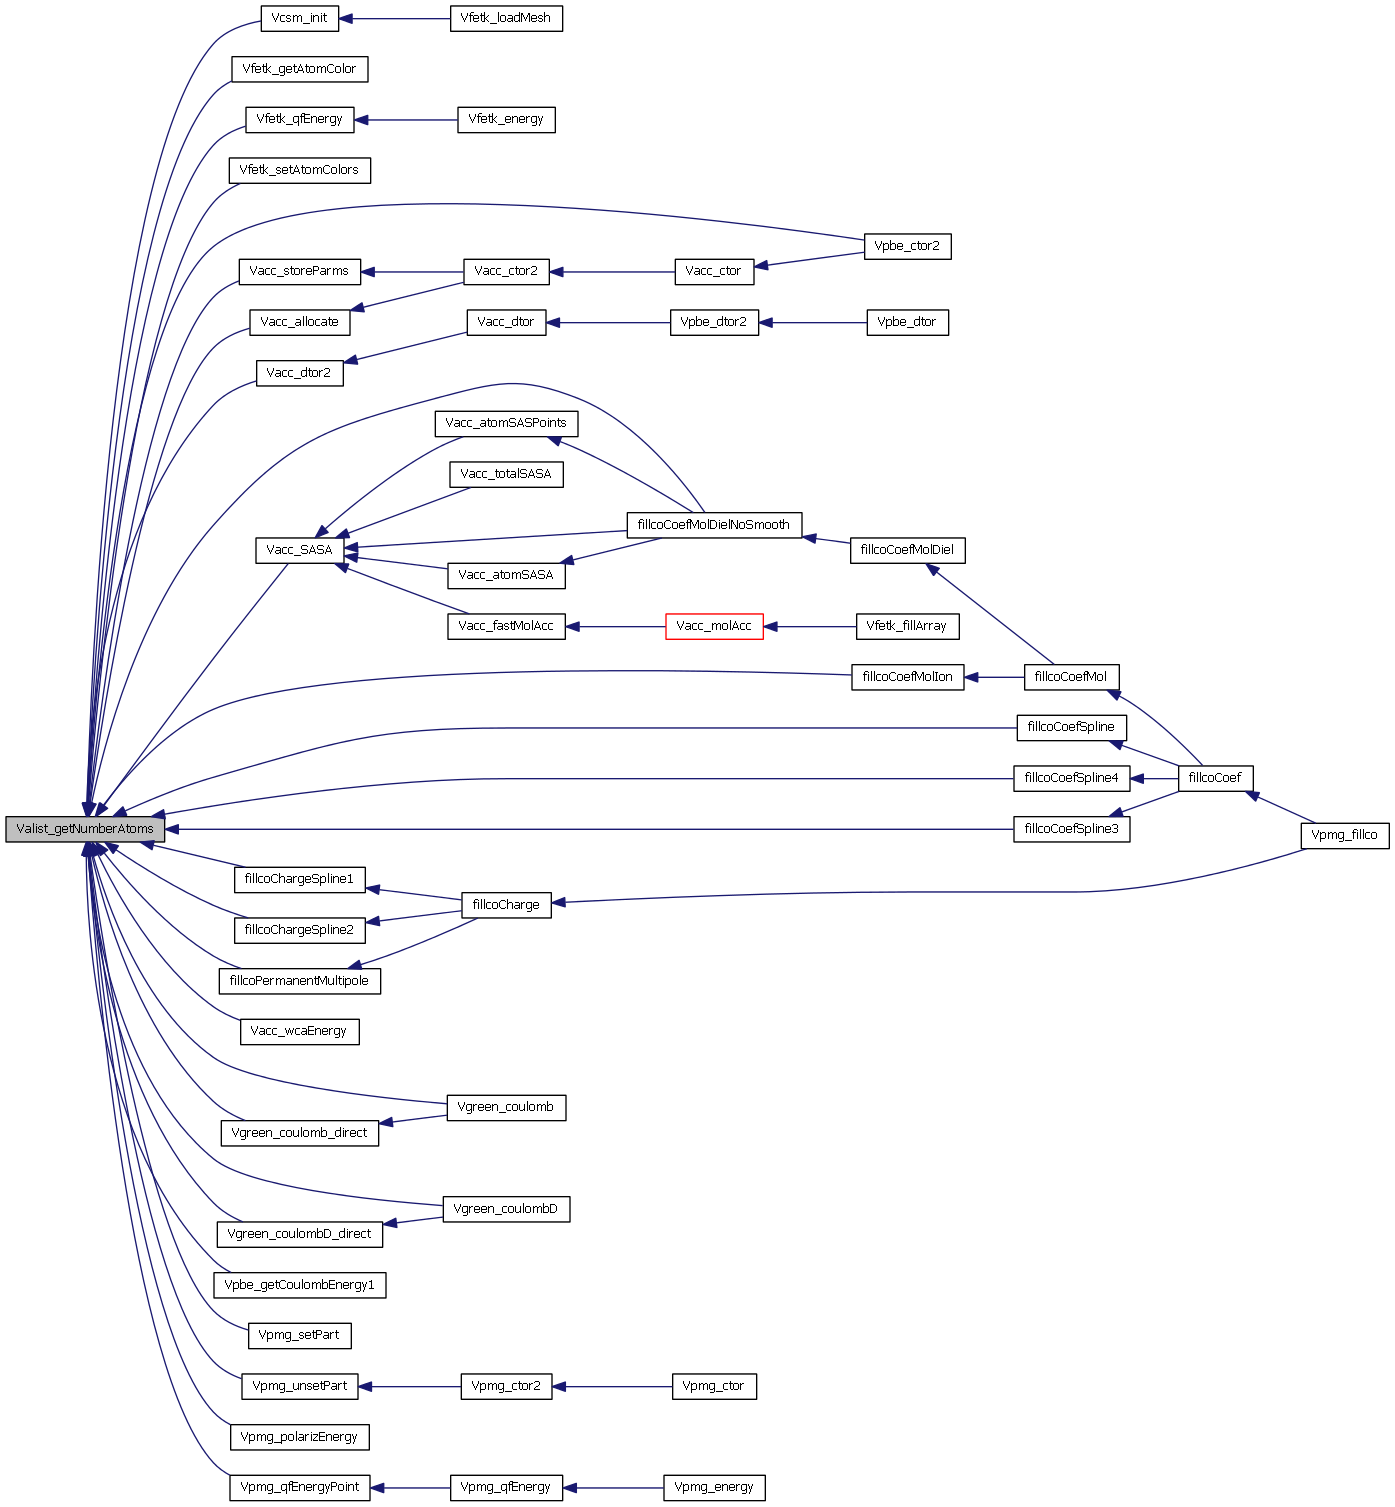 Vcsm_init
Vfetk_loadMesh
Vfetk_getAtomColor
Vfetk_qfEnergy
Vfetk_energy
Vfetk_setAtomColors
Vpbe_ctor2
Vacc_storeParms
Vacc_ctor2
Vacc_ctor
Vacc_allocate
Vacc_dtor
Vpbe_dtor2
Vpbe_dtor
Vacc_dtor2
Vacc_atomSASPoints
Vacc_totalSASA
fillcoCoefMolDielNoSmooth
Vacc_SASA
fillcoCoefMolDiel
Vacc_atomSASA
Vacc_fastMolAcc
Vacc_molAcc
Vfetk_fillArray
fillcoCoefMolIon
fillcoCoefMol
fillcoCoefSpline
fillcoCoefSpline4
fillcoCoef
Valist_getNumberAtoms
fillcoCoefSpline3
Vpmg_fillco
fillcoChargeSpline1
fillcoCharge
fillcoChargeSpline2
fillcoPermanentMultipole
Vacc_wcaEnergy
Vgreen_coulomb
Vgreen_coulomb_direct
Vgreen_coulombD
Vgreen_coulombD_direct
Vpbe_getCoulombEnergy1
Vpmg_setPart
Vpmg_unsetPart
Vpmg_ctor2
Vpmg_ctor
Vpmg_polarizEnergy
Vpmg_qfEnergyPoint
Vpmg_qfEnergy
Vpmg_energy